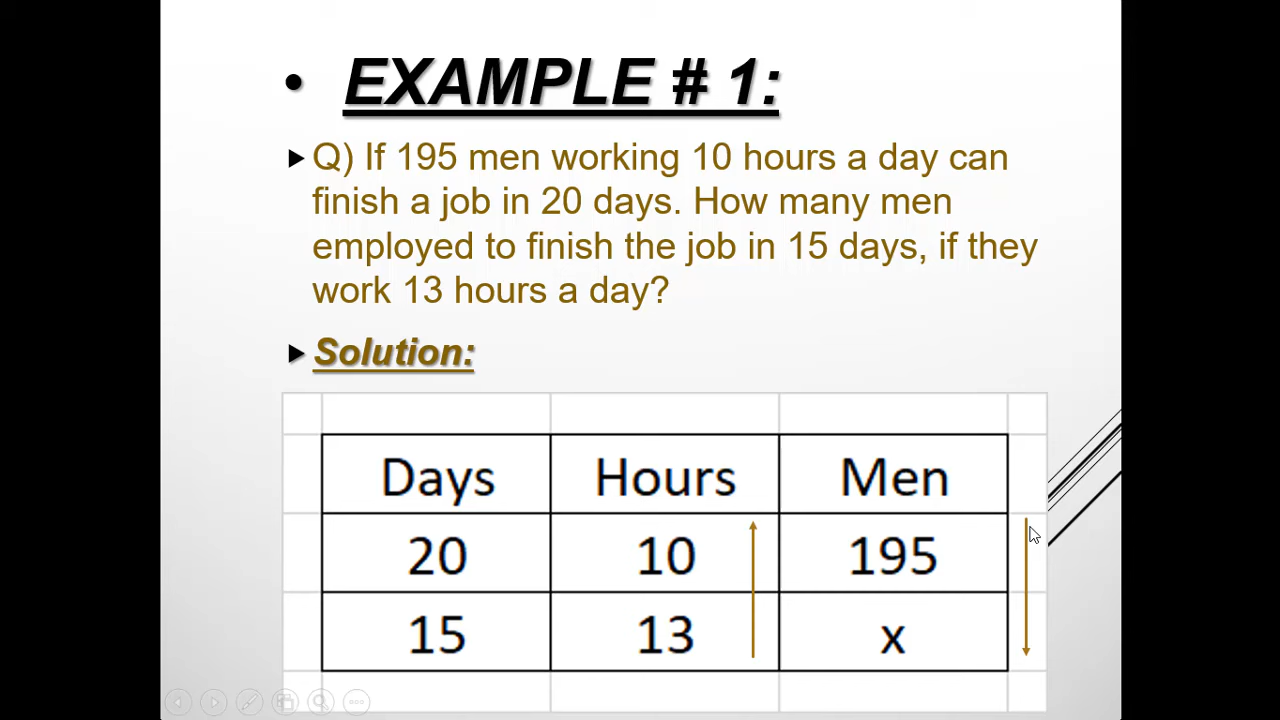 • EXAMPLE # 1:
Q) If 195 men working 10 hours a day can
finish a job in 20 days. How many men
employed to finish the job in 15 days, if they
work 13 hours a day?
Solution:
Days Hours Men
20 10 195
15 13 x